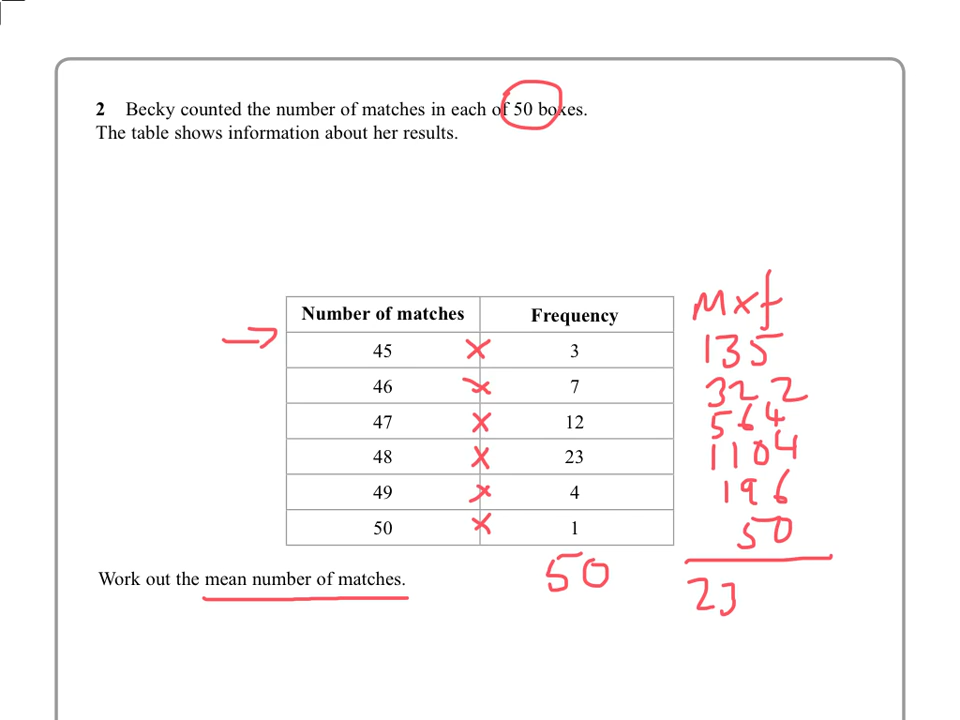 2 Becky counted the number of matches in each of 50 boxes.
The table shows information about her results.
Number of matches Frequency M x f
45 x 3 135
46 x 7 322
47 x 12 564
48 x 23 1104
49 x 4 196
50 x 1 50
Work out the mean number of matches. 50 23